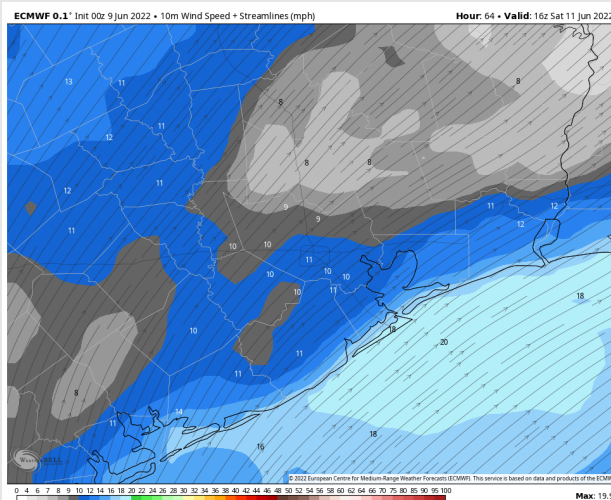 ECMWF 0.1° Init 00z 9 Jun 2022 • 10m Wind Speed + Streamlines (mph) Hour: 64 • Valid: 16z Sat 11 Jun 2022
13 11 8 8
11
12
8 8
12 11
9 11 12
9 12
11
10 10
11
10 10 10
10 18
11
18
10 20
11
11
8
14
11
18
16
© 2022 European Centre for Medium-Range Weather Forecasts (ECMWF). This service is based on data and products of the ECMWF
0 4 6 7 8 9 10 12 14 16 18 20 22 24 26 28 30 32 34 36 38 40 42 44 46 48 50 52 54 56 58 60 62 64 66 70 75 80 85 90 95 100
Max: 19.